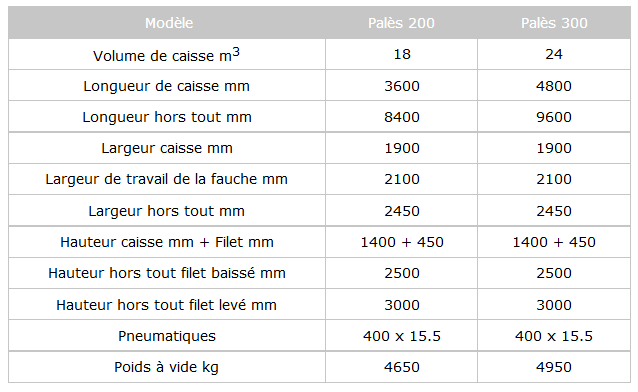 Modèle Palès 200 Palès 300
Volume de caisse m3 18 24
Longueur de caisse mm 3600 4800
Longueur hors tout mm 8400 9600
Largeur caisse mm 1900 1900
Largeur de travail de la fauche mm 2100 2100
Largeur hors tout mm 2450 2450
Hauteur caisse mm + Filet mm 1400 + 450 1400 + 450
Hauteur hors tout filet baissé mm 2500 2500
Hauteur hors tout filet levé mm 3000 3000
Pneumatiques 400 x 15.5 400 x 15.5
Poids à vide kg 4650 4950